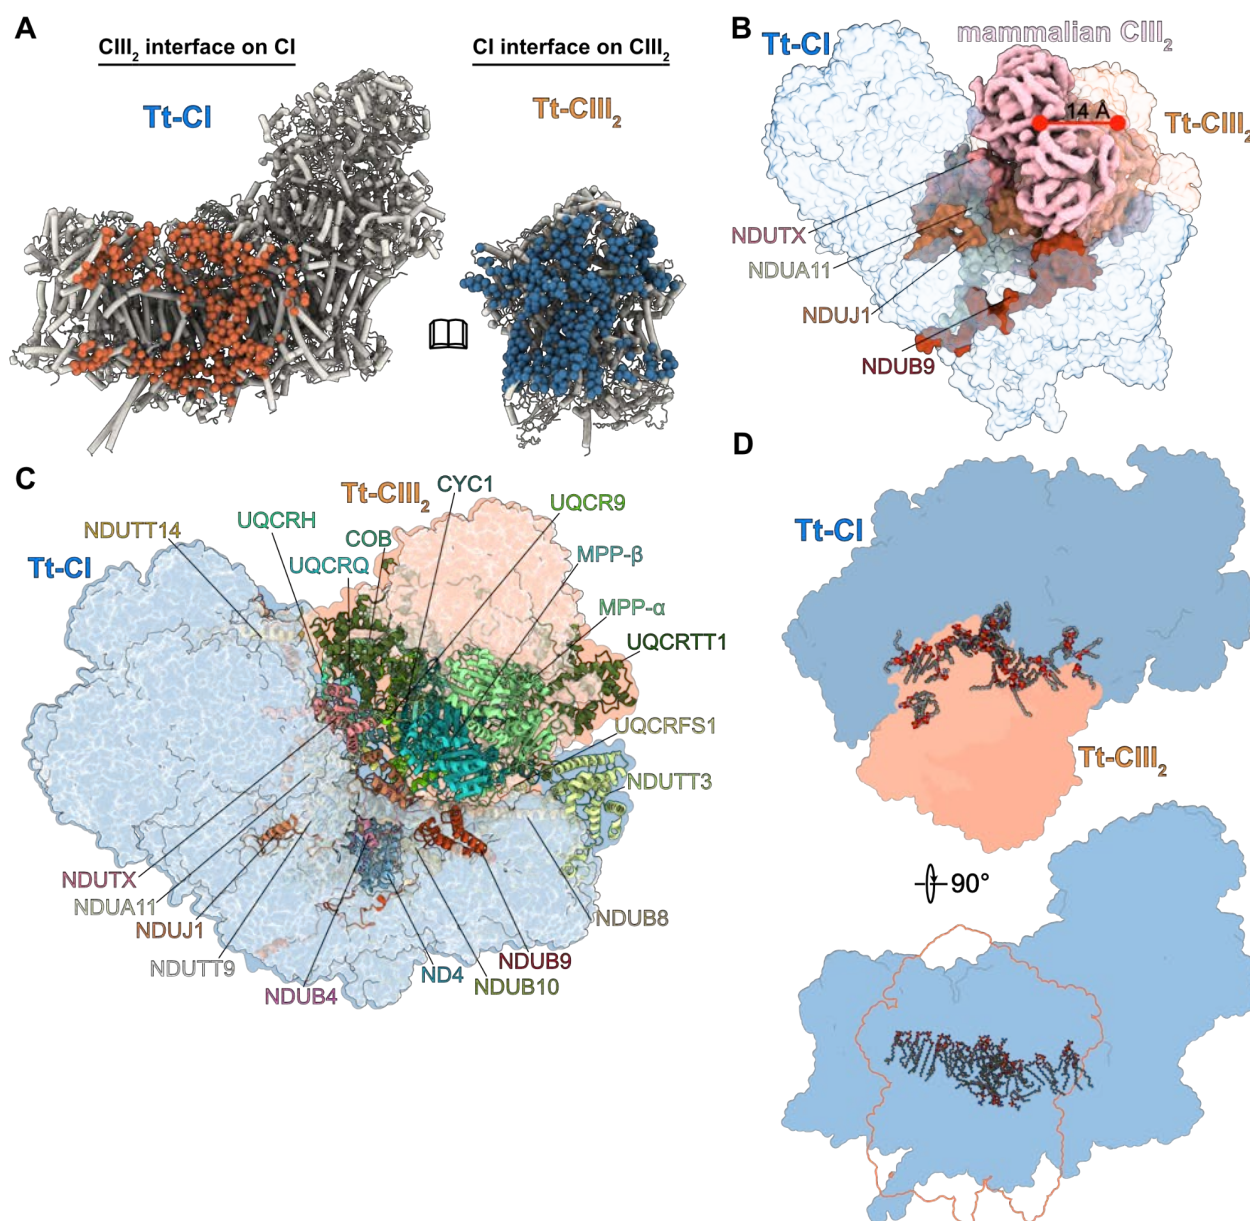 A
CIII₂ interface on CI
CI interface on CIII₂
Tt-CI
Tt-CIII₂
B
Tt-CI
mammalian CIII₂
14 Å
Tt-CIII₂
NDUTX
NDUA11
NDUJ1
NDUB9
C
Tt-CIII₂
CYC1
UQCR9
UQCRH
COB
NDUTT14
UQCRQ
MPP-β
Tt-CI
MPP-α
UQCRTT1
UQCRFS1
NDUTT3
NDUTX
NDUA11
NDUJ1
NDUTT9
NDUB4
ND4
NDUB10
NDUB9
NDUB8
D
Tt-CI
Tt-CIII₂
90°